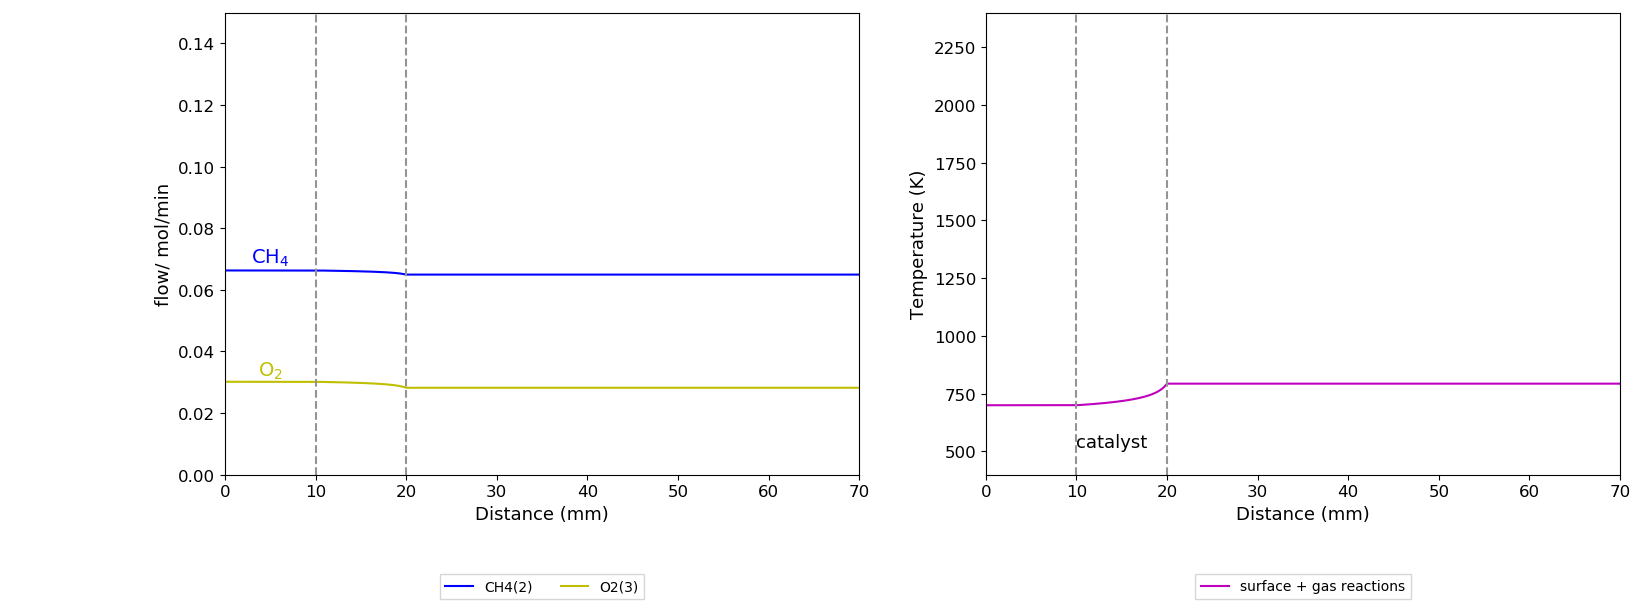 0.14
0.12
0.10
0.08
0.06
0.04
0.02
0.00
flow/ mol/min
CH₄
O₂
0 10 20 30 40 50 60 70
Distance (mm)
CH4(2) O2(3)
2250
2000
1750
1500
1250
1000
750
500
Temperature (K)
catalyst
0 10 20 30 40 50 60 70
Distance (mm)
surface + gas reactions